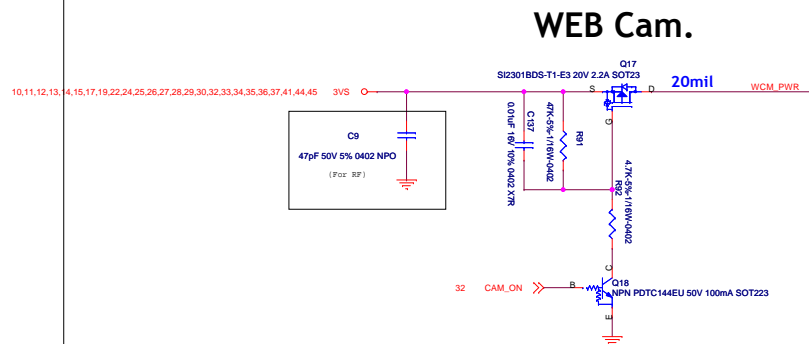 WEB Cam.
Q17
SI2301BDS-T1-E3 20V 2.2A SOT23
S
D
20mil
WCM_PWR
10,11,12,13,14,15,17,19,22,24,25,26,27,28,29,30,32,33,34,35,36,37,41,44,45
3VS
G
C9
47pF 50V 5% 0402 NPO
(For RF)
C137
0.01uF 16V 10% 0402 X7R
R91
47K-5%-1/16W-0402
R92
4.7K-5%-1/16W-0402
C
32
CAM_ON
B
Q18
NPN PDTC144EU 50V 100mA SOT223
E